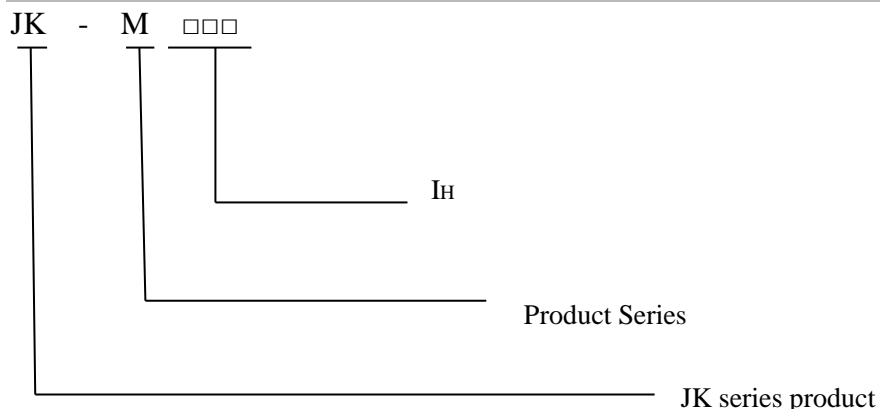 JK - M □□□
IH
Product Series
JK series product